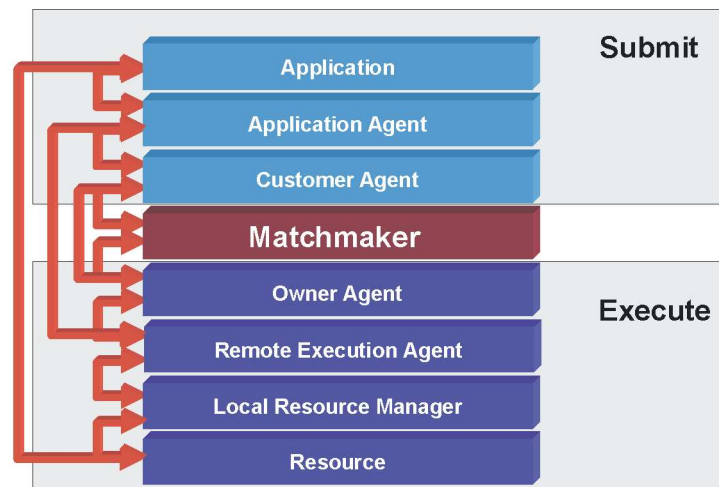 Submit
Application
Application Agent
Customer Agent
Matchmaker
Owner Agent
Execute
Remote Execution Agent
Local Resource Manager
Resource